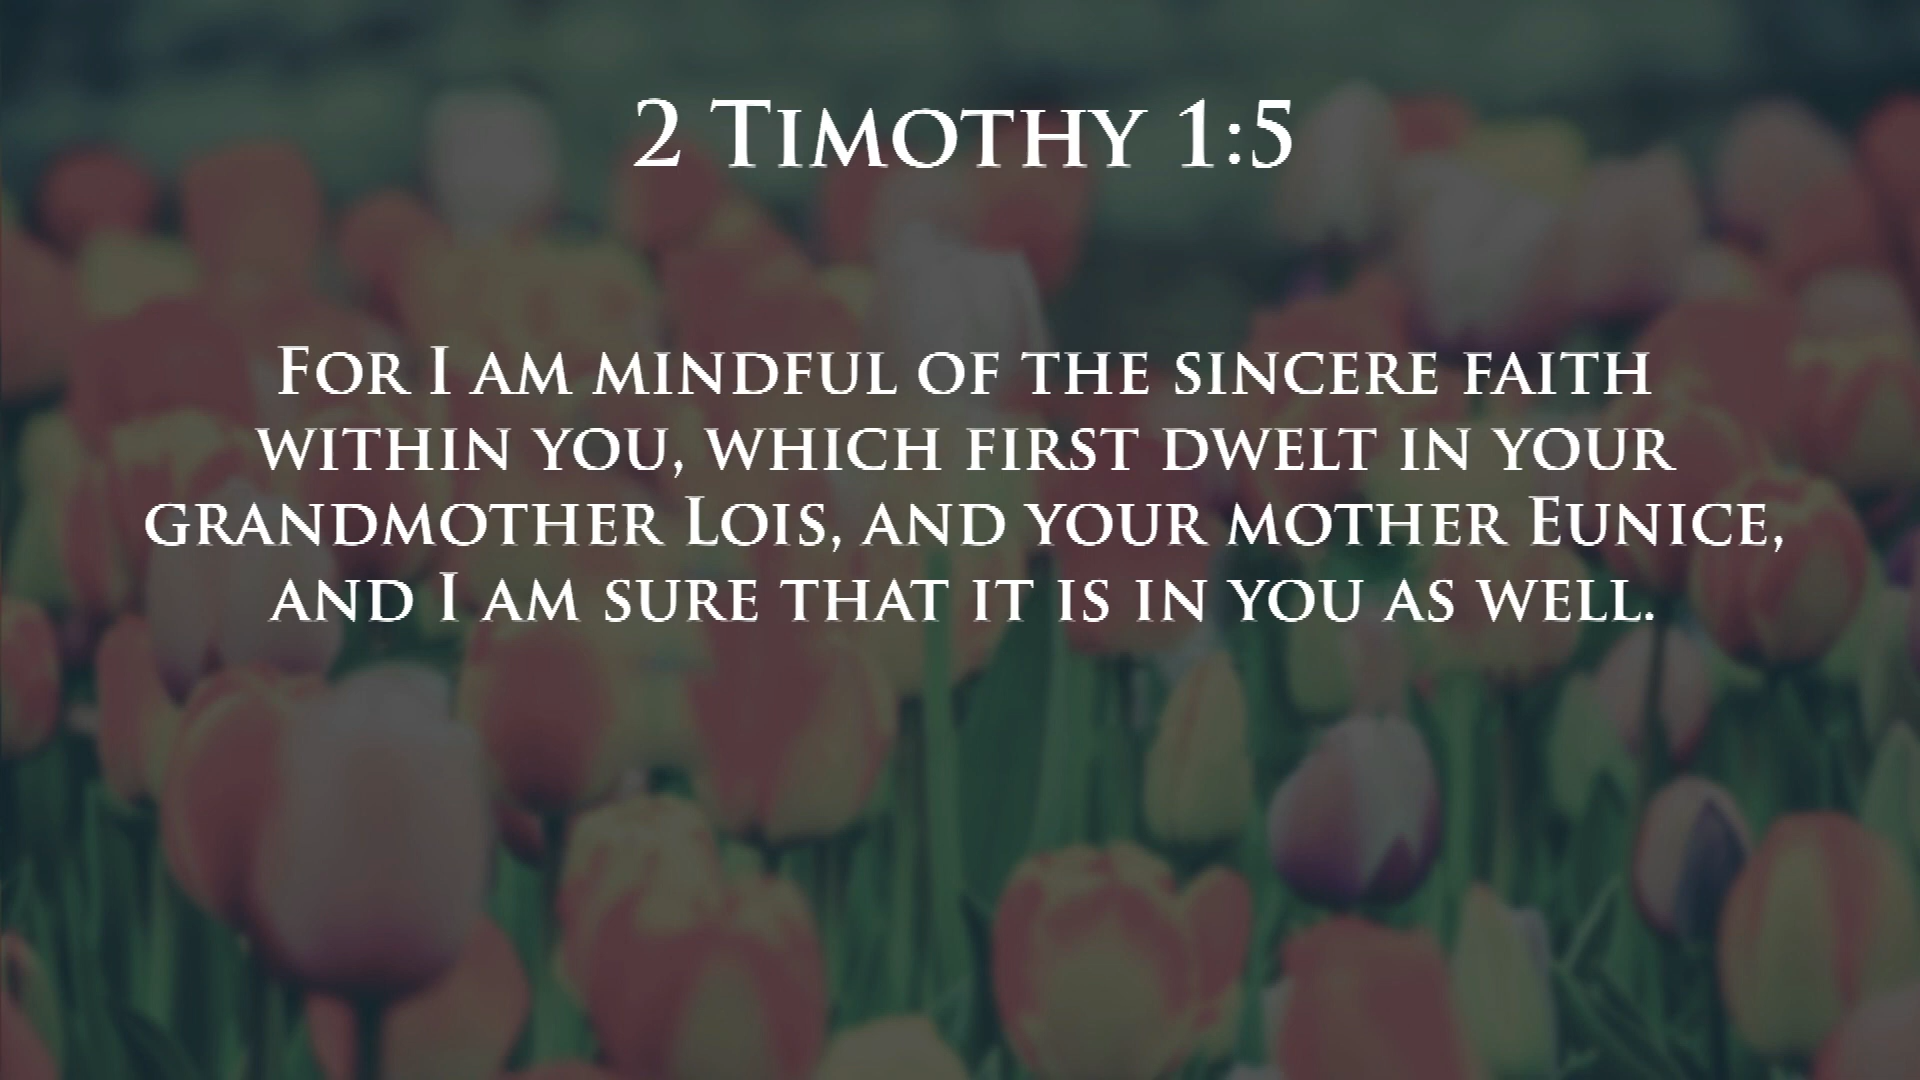 2 Timothy 1:5
For I am mindful of the sincere faith
within you, which first dwelt in your
grandmother Lois, and your mother Eunice,
and I am sure that it is in you as well.